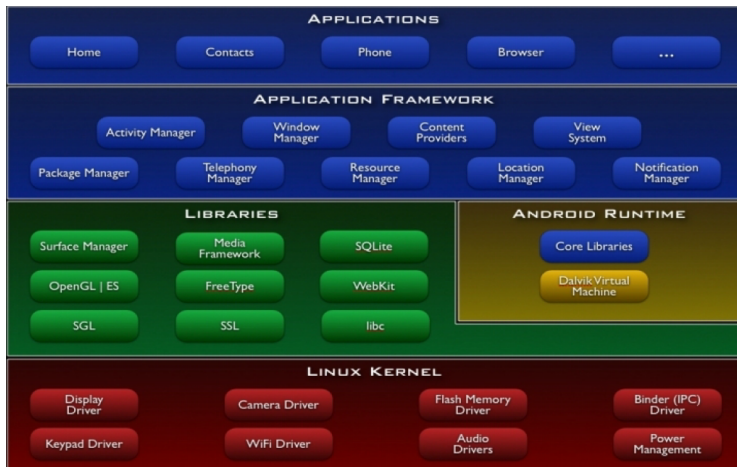 APPLICATIONS
Home
Contacts
Phone
Browser
...
APPLICATION FRAMEWORK
Activity Manager
Window
Manager
Content
Providers
View
System
Package Manager
Telephony
Manager
Resource
Manager
Location
Manager
Notification
Manager
LIBRARIES
Surface Manager
Media
Framework
SQLite
OpenGL | ES
FreeType
WebKit
SGL
SSL
libc
ANDROID RUNTIME
Core Libraries
Dalvik Virtual
Machine
LINUX KERNEL
Display
Driver
Camera Driver
Flash Memory
Driver
Binder (IPC)
Driver
Keypad Driver
WiFi Driver
Audio
Drivers
Power
Management